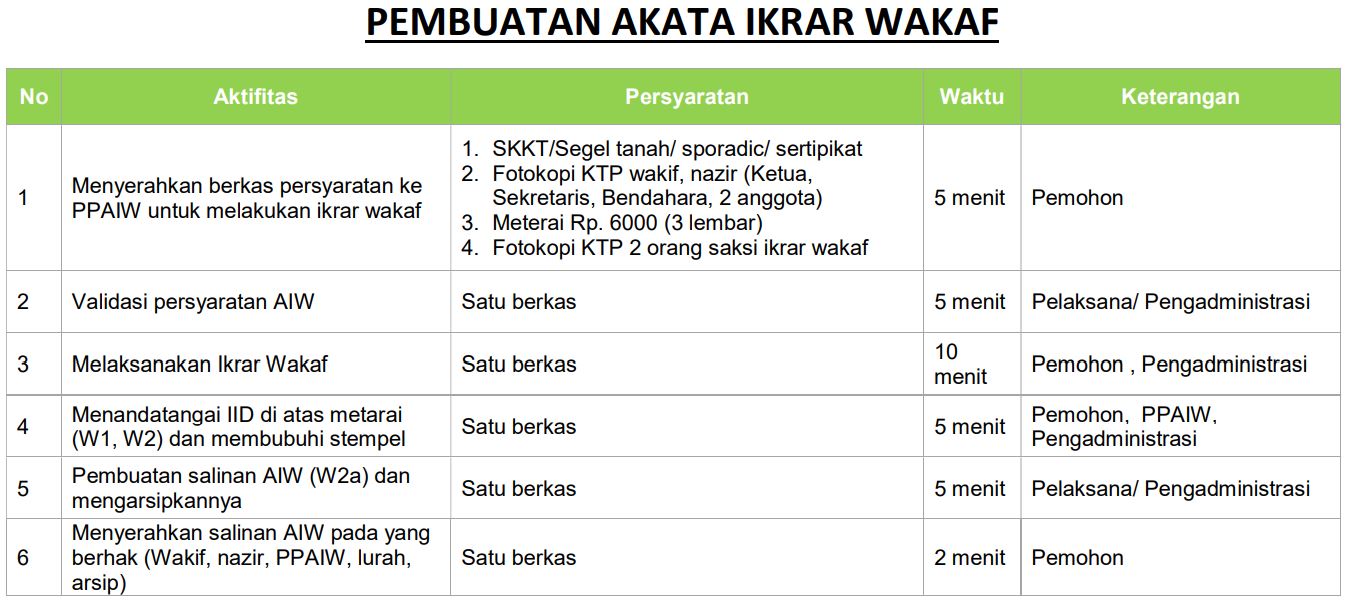 PEMBUATAN AKATA IKRAR WAKAF
No Aktifitas Persyaratan Waktu Keterangan
1 Menyerahkan berkas persyaratan ke
PPAIW untuk melakukan ikrar wakaf
1. SKKT/Segel tanah/ sporadic/ sertipikat
2. Fotokopi KTP wakif, nazir (Ketua,
Sekretaris, Bendahara, 2 anggota)
3. Meterai Rp. 6000 (3 lembar)
4. Fotokopi KTP 2 orang saksi ikrar wakaf
5 menit
Pemohon
2 Validasi persyaratan AIW Satu berkas 5 menit Pelaksana/ Pengadministrasi
3 Melaksanakan Ikrar Wakaf Satu berkas
10
menit
Pemohon , Pengadministrasi
4 Menandatangai IID di atas metarai
(W1, W2) dan membubuhi stempel
Satu berkas
5 menit
Pemohon, PPAIW,
Pengadministrasi
5 Pembuatan salinan AIW (W2a) dan
mengarsipkannya
Satu berkas
5 menit
Pelaksana/ Pengadministrasi
6 Menyerahkan salinan AIW pada yang
berhak (Wakif, nazir, PPAIW, lurah,
arsip)
Satu berkas
2 menit
Pemohon